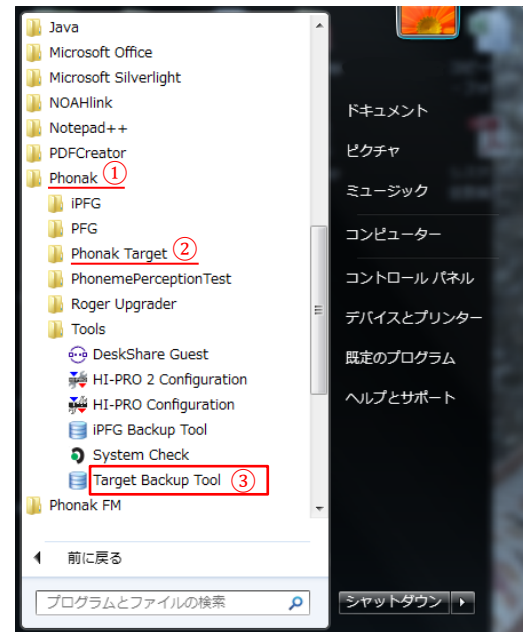 Java
Microsoft Office
Microsoft Silverlight
NOAHlink
Notepad++
PDFCreator
Phonak ①
iPFG
PFG
Phonak Target ②
PhonemePerceptionTest
Roger Upgrader
Tools
DeskShare Guest
HI-PRO 2 Configuration
HI-PRO Configuration
iPFG Backup Tool
System Check
Target Backup Tool ③
Phonak FM
前に戻る
プログラムとファイルの検索
ドキュメント
ピクチャ
ミュージック
コンピューター
コントロール パネル
デバイスとプリンター
既定のプログラム
ヘルプとサポート
シャットダウン